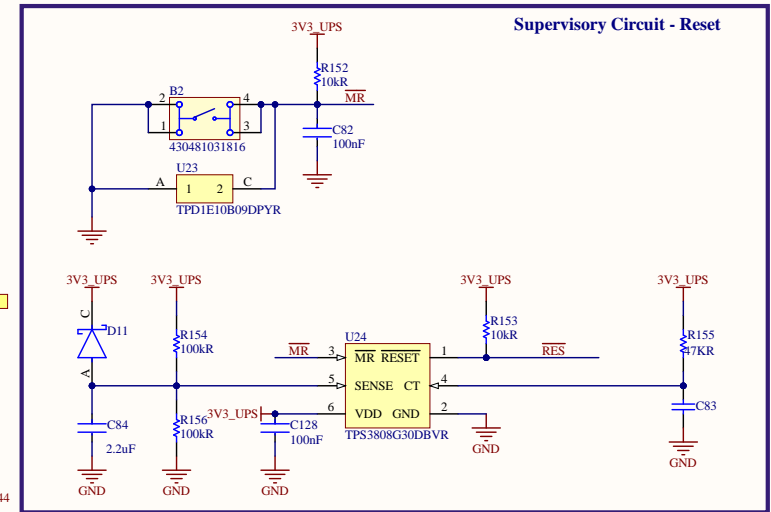 Supervisory Circuit - Reset
3V3_UPS
R152
10kR
MR
B2
2
4
1
3
430481031816
C82
100nF
U23
A
1
2
C
TPD1E10B09DPYR
3V3_UPS
3V3_UPS
3V3_UPS
3V3_UPS
C
D11
A
R154
100kR
MR
U24
3
MR
RESET
1
R153
10kR
RES
R155
47KR
5
SENSE
CT
4
6
VDD
GND
2
TPS3808G30DBVR
C84
2.2uF
R156
100kR
3V3_UPS
C128
100nF
C83
GND
GND
GND
GND
GND
44